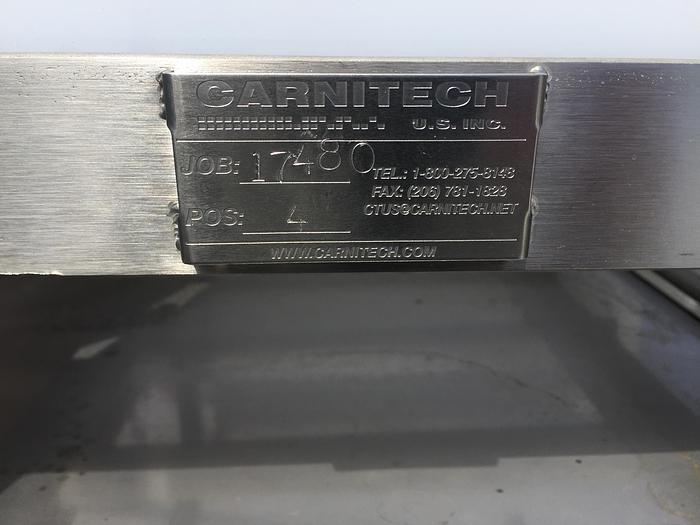 CARNITECH
U.S. INC.
JOB: 17480
TEL.: 1-800-275-8148
FAX: (206) 781-1828
POS: 4
CTUS@CARNITECH.NET
WWW.CARNITECH.COM